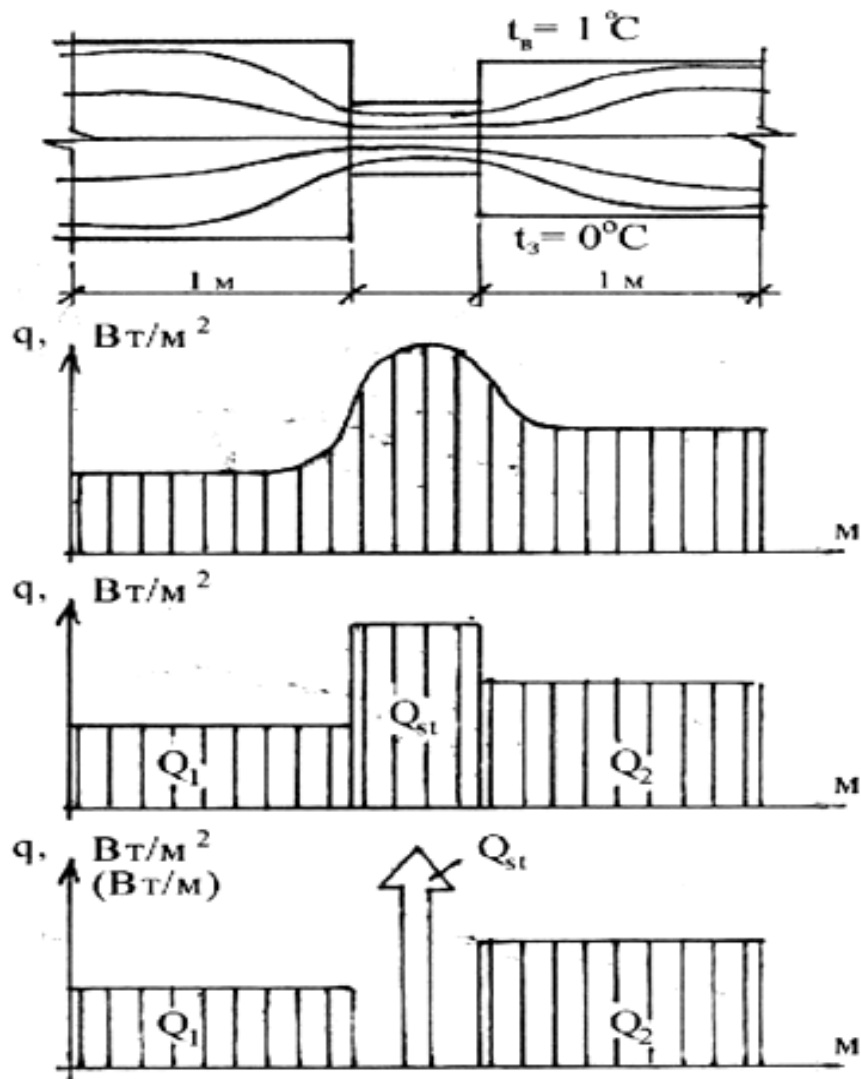 tв = 1 °C
tз = 0°C
1 м
1 м
q, Вт/м²
м
q, Вт/м²
Q₁
Qst
Q₂
м
q, Вт/м²
(Вт/м)
Qst
Q₁
Q₂
м